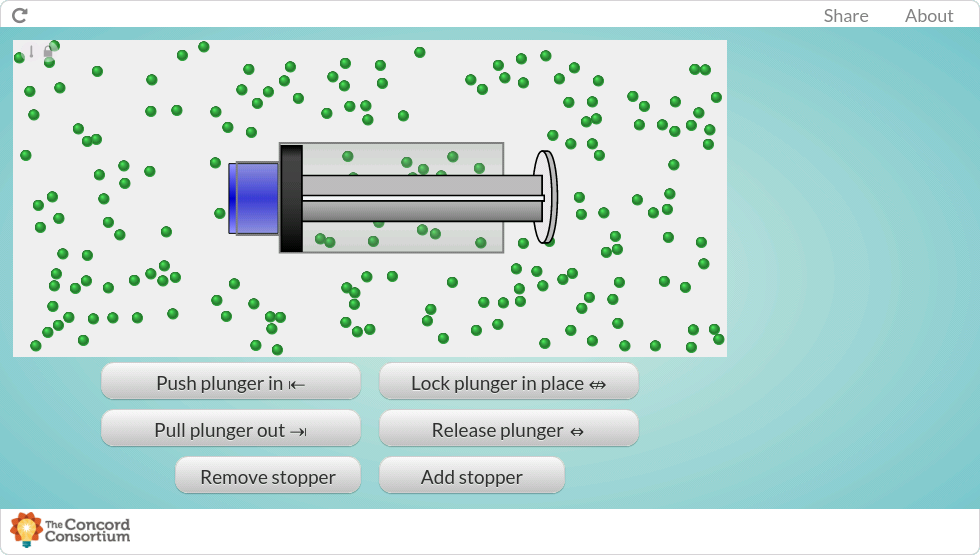 Share About
Push plunger in ⇤ Lock plunger in place ⇎
Pull plunger out ⇥ Release plunger ⇔
Remove stopper Add stopper
The Concord
Consortium